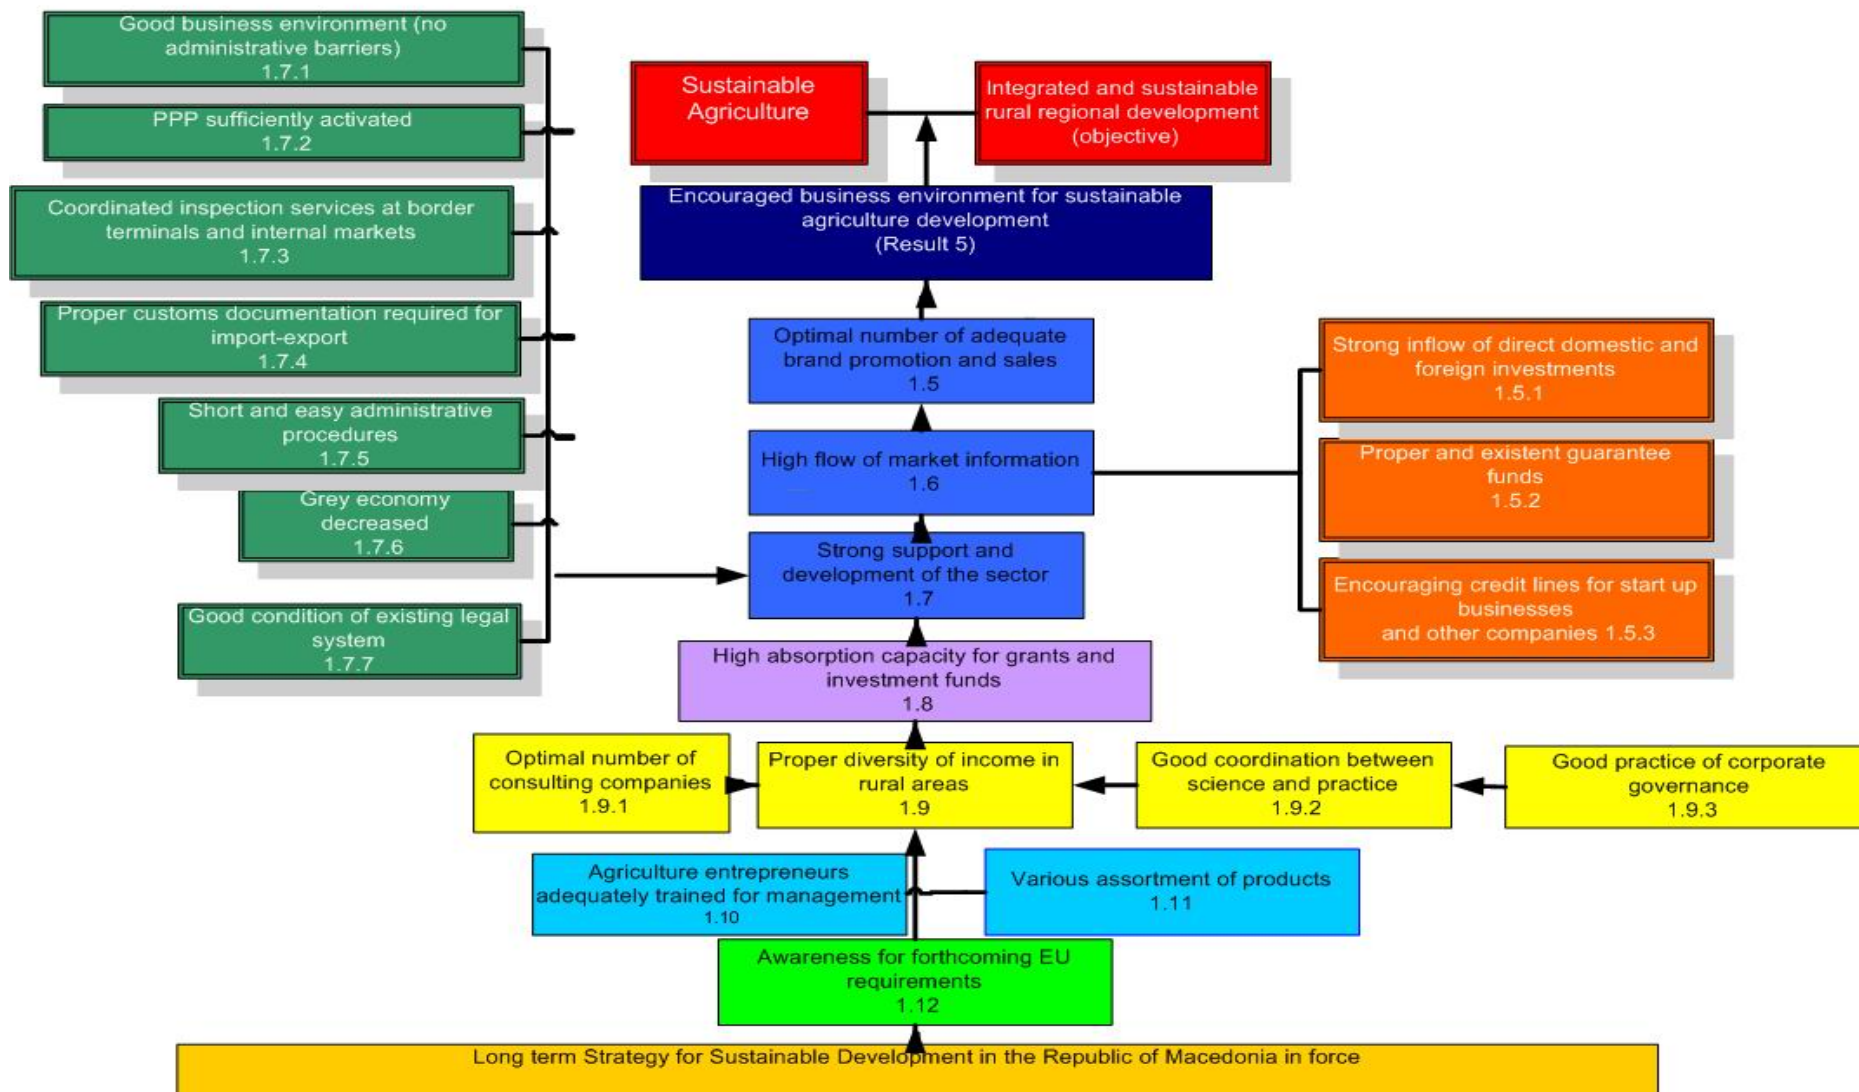 Good business environment (no
administrative barriers)
1.7.1
PPP sufficiently activated
1.7.2
Coordinated inspection services at border
terminals and internal markets
1.7.3
Proper customs documentation required for
import-export
1.7.4
Short and easy administrative
procedures
1.7.5
Grey economy
decreased
1.7.6
Good condition of existing legal
system
1.7.7
Sustainable
Agriculture
Integrated and sustainable
rural regional development
(objective)
Encouraged business environment for sustainable
agriculture development
(Result 5)
Optimal number of adequate
brand promotion and sales
1.5
High flow of market information
1.6
Strong support and
development of the sector
1.7
Strong inflow of direct domestic and
foreign investments
1.5.1
Proper and existent guarantee
funds
1.5.2
Encouraging credit lines for start up
businesses
and other companies 1.5.3
High absorption capacity for grants and
investment funds
1.8
Optimal number of
consulting companies
1.9.1
Proper diversity of income in
rural areas
1.9
Good coordination between
science and practice
1.9.2
Good practice of corporate
governance
1.9.3
Agriculture entrepreneurs
adequately trained for management
1.10
Various assortment of products
1.11
Awareness for forthcoming EU
requirements
1.12
Long term Strategy for Sustainable Development in the Republic of Macedonia in force